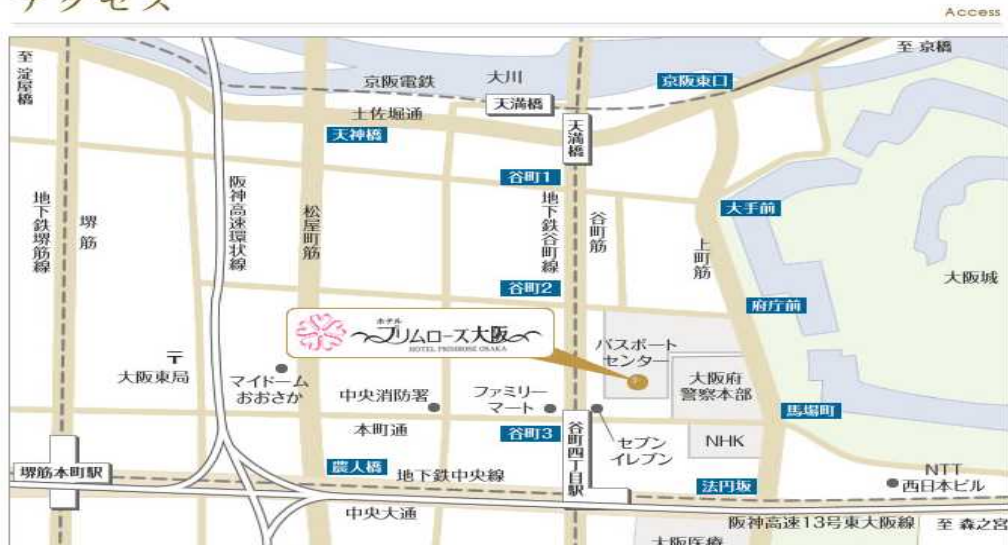 アクセス
Access
至 淀屋橋
京阪電鉄
大川
京阪東口
至 京橋
天満橋
土佐堀通
天神橋
天満橋
谷町1
地下鉄堺筋線
堺筋
阪神高速環状線
松屋町筋
地下鉄谷町線
谷町筋
大手前
上町筋
大阪城
谷町2
府庁前
ホテル
プリムローズ大阪
HOTEL PRIMROSE OSAKA
パスポート
センター
〒
大阪東局
マイドーム
おおさか
中央消防署
ファミリー
マート
大阪府
警察本部
馬場町
本町通
谷町3
谷町四丁目駅
セブン
イレブン
NHK
堺筋本町駅
農人橋
地下鉄中央線
法円坂
NTT
西日本ビル
中央大通
阪神高速13号東大阪線
至 森之宮
大阪医療